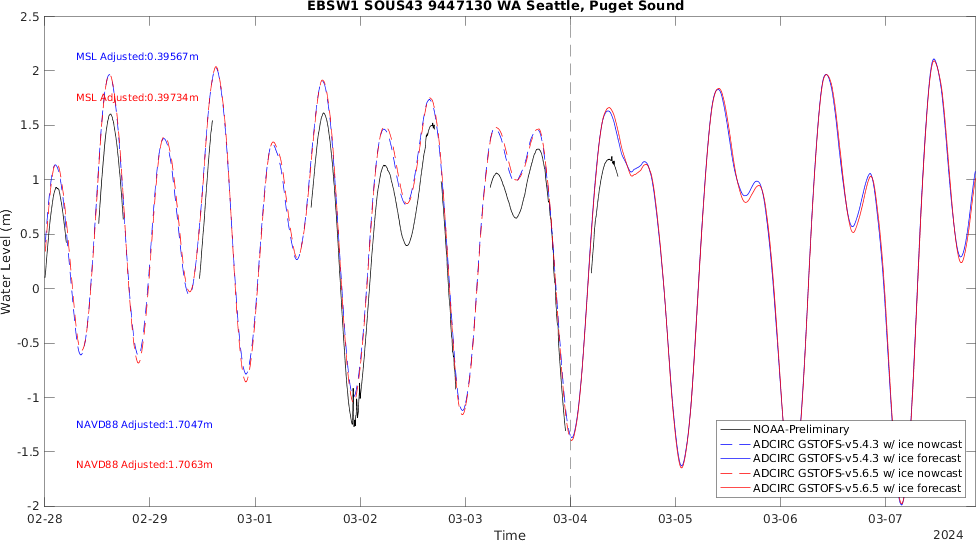 EBSW1 SOUS43 9447130 WA Seattle, Puget Sound
2.5
2
1.5
1
0.5
0
-0.5
-1
-1.5
-2
Water Level (m)
MSL Adjusted:0.39567m
MSL Adjusted:0.39734m
NAVD88 Adjusted:1.7047m
NAVD88 Adjusted:1.7063m
NOAA-Preliminary
ADCIRC GSTOFS-v5.4.3 w/ ice nowcast
ADCIRC GSTOFS-v5.4.3 w/ ice forecast
ADCIRC GSTOFS-v5.6.5 w/ ice nowcast
ADCIRC GSTOFS-v5.6.5 w/ ice forecast
02-28 02-29 03-01 03-02 03-03 03-04 03-05 03-06 03-07
Time
2024